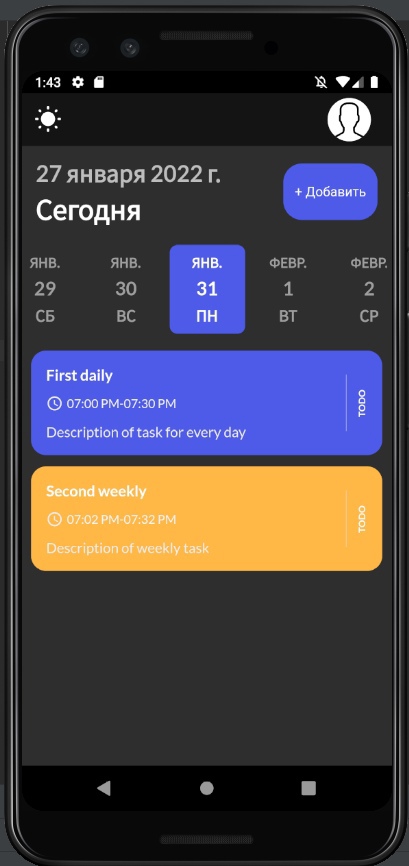 1:43
27 января 2022 г.
Сегодня
+ Добавить
ЯНВ. ЯНВ. ЯНВ. ФЕВР. ФЕВР.
29 30 31 1 2
СБ ВС ПН ВТ СР
First daily
07:00 PM-07:30 PM
Description of task for every day
TODO
Second weekly
07:02 PM-07:32 PM
Description of weekly task
TODO